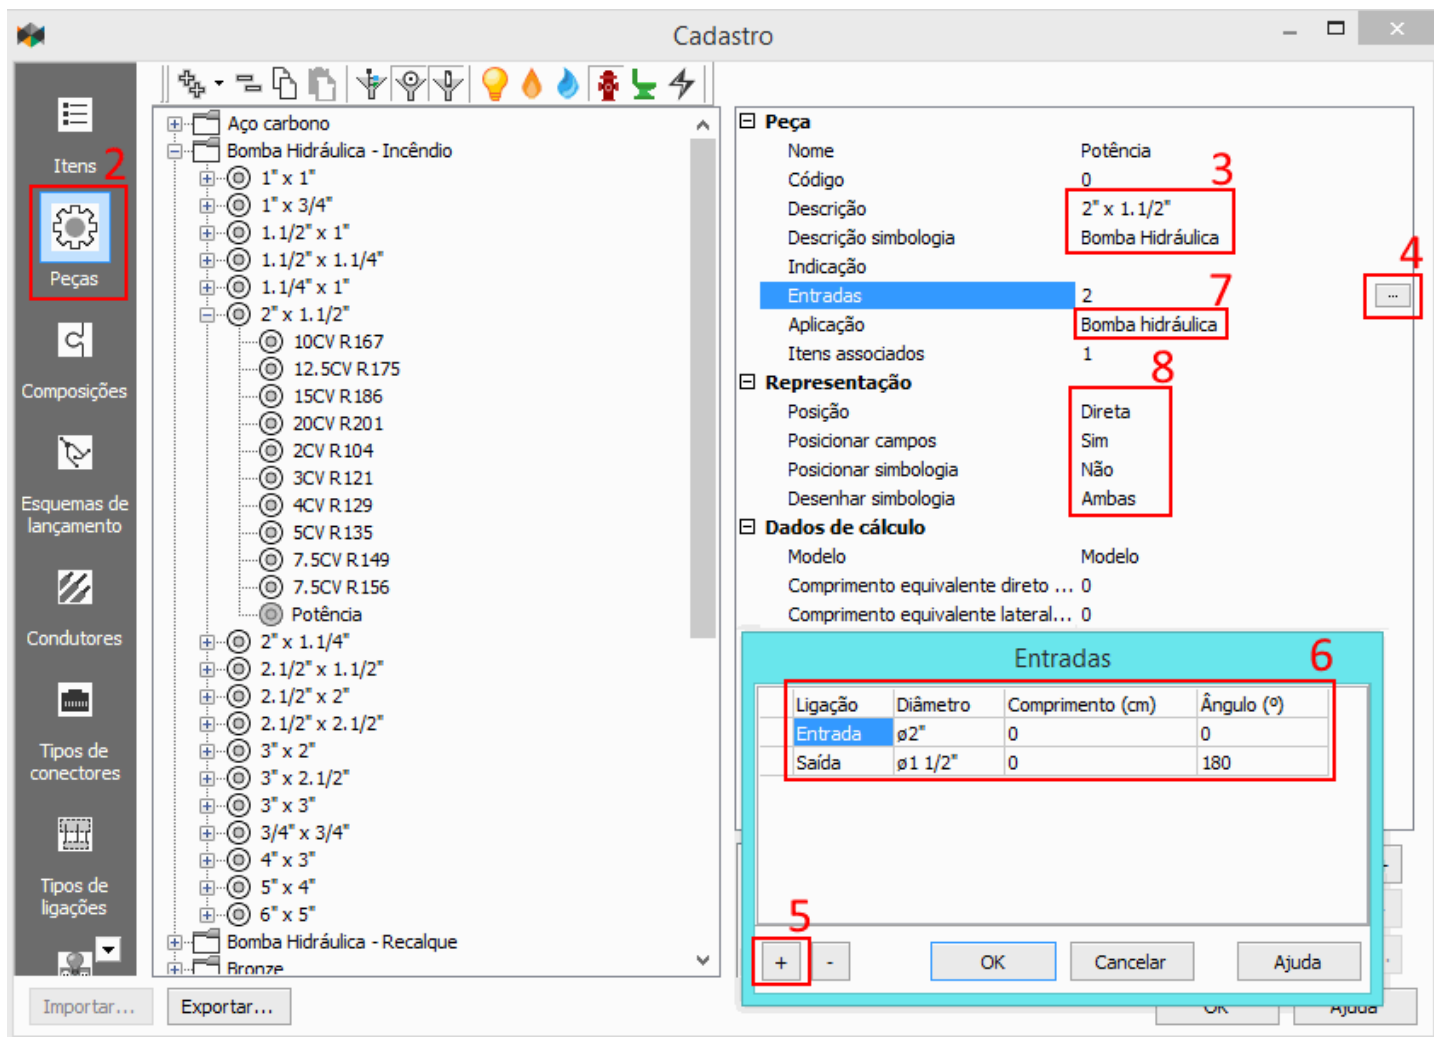 Cadastro
Itens
2
Peças
Composições
Esquemas de
lançamento
Condutores
Tipos de
conectores
Tipos de
ligações
Aço carbono
Bomba Hidráulica - Incêndio
1" x 1"
1" x 3/4"
1.1/2" x 1"
1.1/2" x 1.1/4"
1.1/4" x 1"
2" x 1.1/2"
10CV R167
12.5CV R175
15CV R186
20CV R201
2CV R104
3CV R121
4CV R129
5CV R135
7.5CV R149
7.5CV R156
Potência
2" x 1.1/4"
2.1/2" x 1.1/2"
2.1/2" x 2"
2.1/2" x 2.1/2"
3" x 2"
3" x 2.1/2"
3" x 3"
3/4" x 3/4"
4" x 3"
5" x 4"
6" x 5"
Bomba Hidráulica - Recalque
Bronze
Peça
Nome Potência
Código 0
3
Descrição 2" x 1.1/2"
Descrição simbologia Bomba Hidráulica
4
Indicação
Entradas 2 ...
7
Aplicação Bomba hidráulica
Itens associados 1
8
Representação
Posição Direta
Posicionar campos Sim
Posicionar simbologia Não
Desenhar simbologia Ambas
Dados de cálculo
Modelo Modelo
Comprimento equivalente direto ... 0
Comprimento equivalente lateral... 0
Entradas
6
Ligação Diâmetro Comprimento (cm) Ângulo (º)
Entrada ø2" 0 0
Saída ø1 1/2" 0 180
5
+ - OK Cancelar Ajuda
Importar... Exportar... OK Ajuda